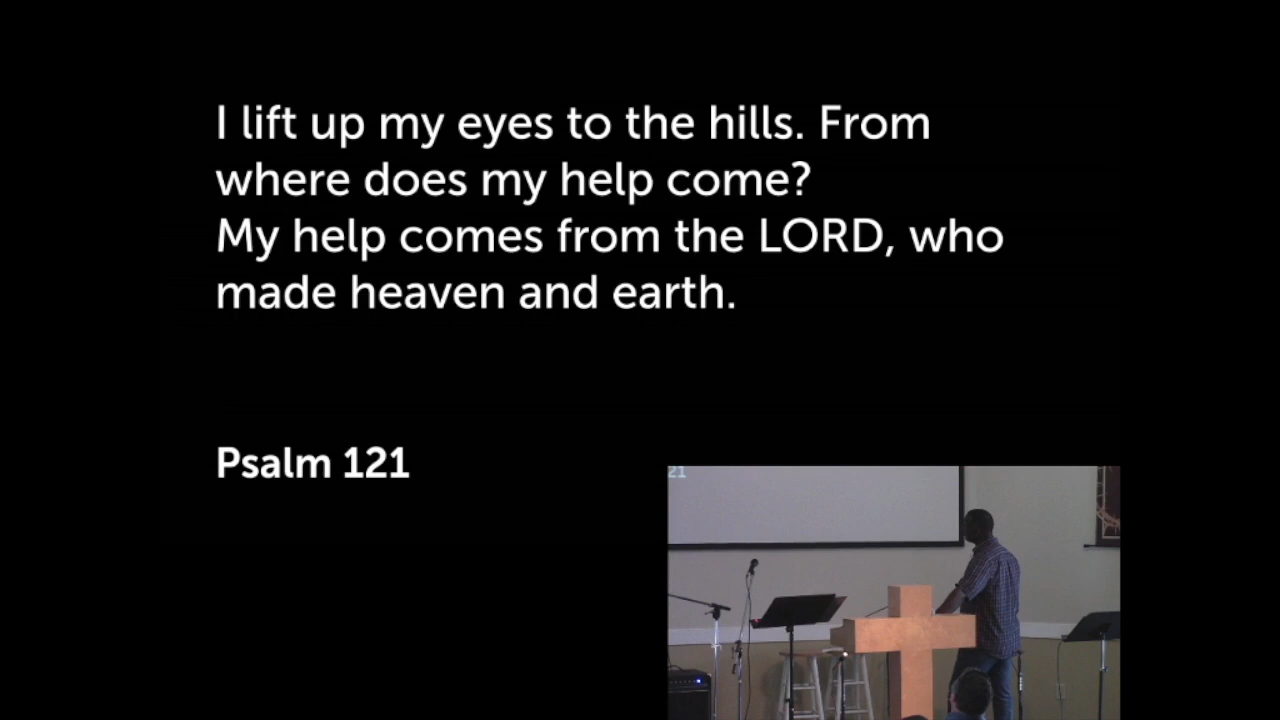 I lift up my eyes to the hills. From
where does my help come?
My help comes from the LORD, who
made heaven and earth.
Psalm 121
21